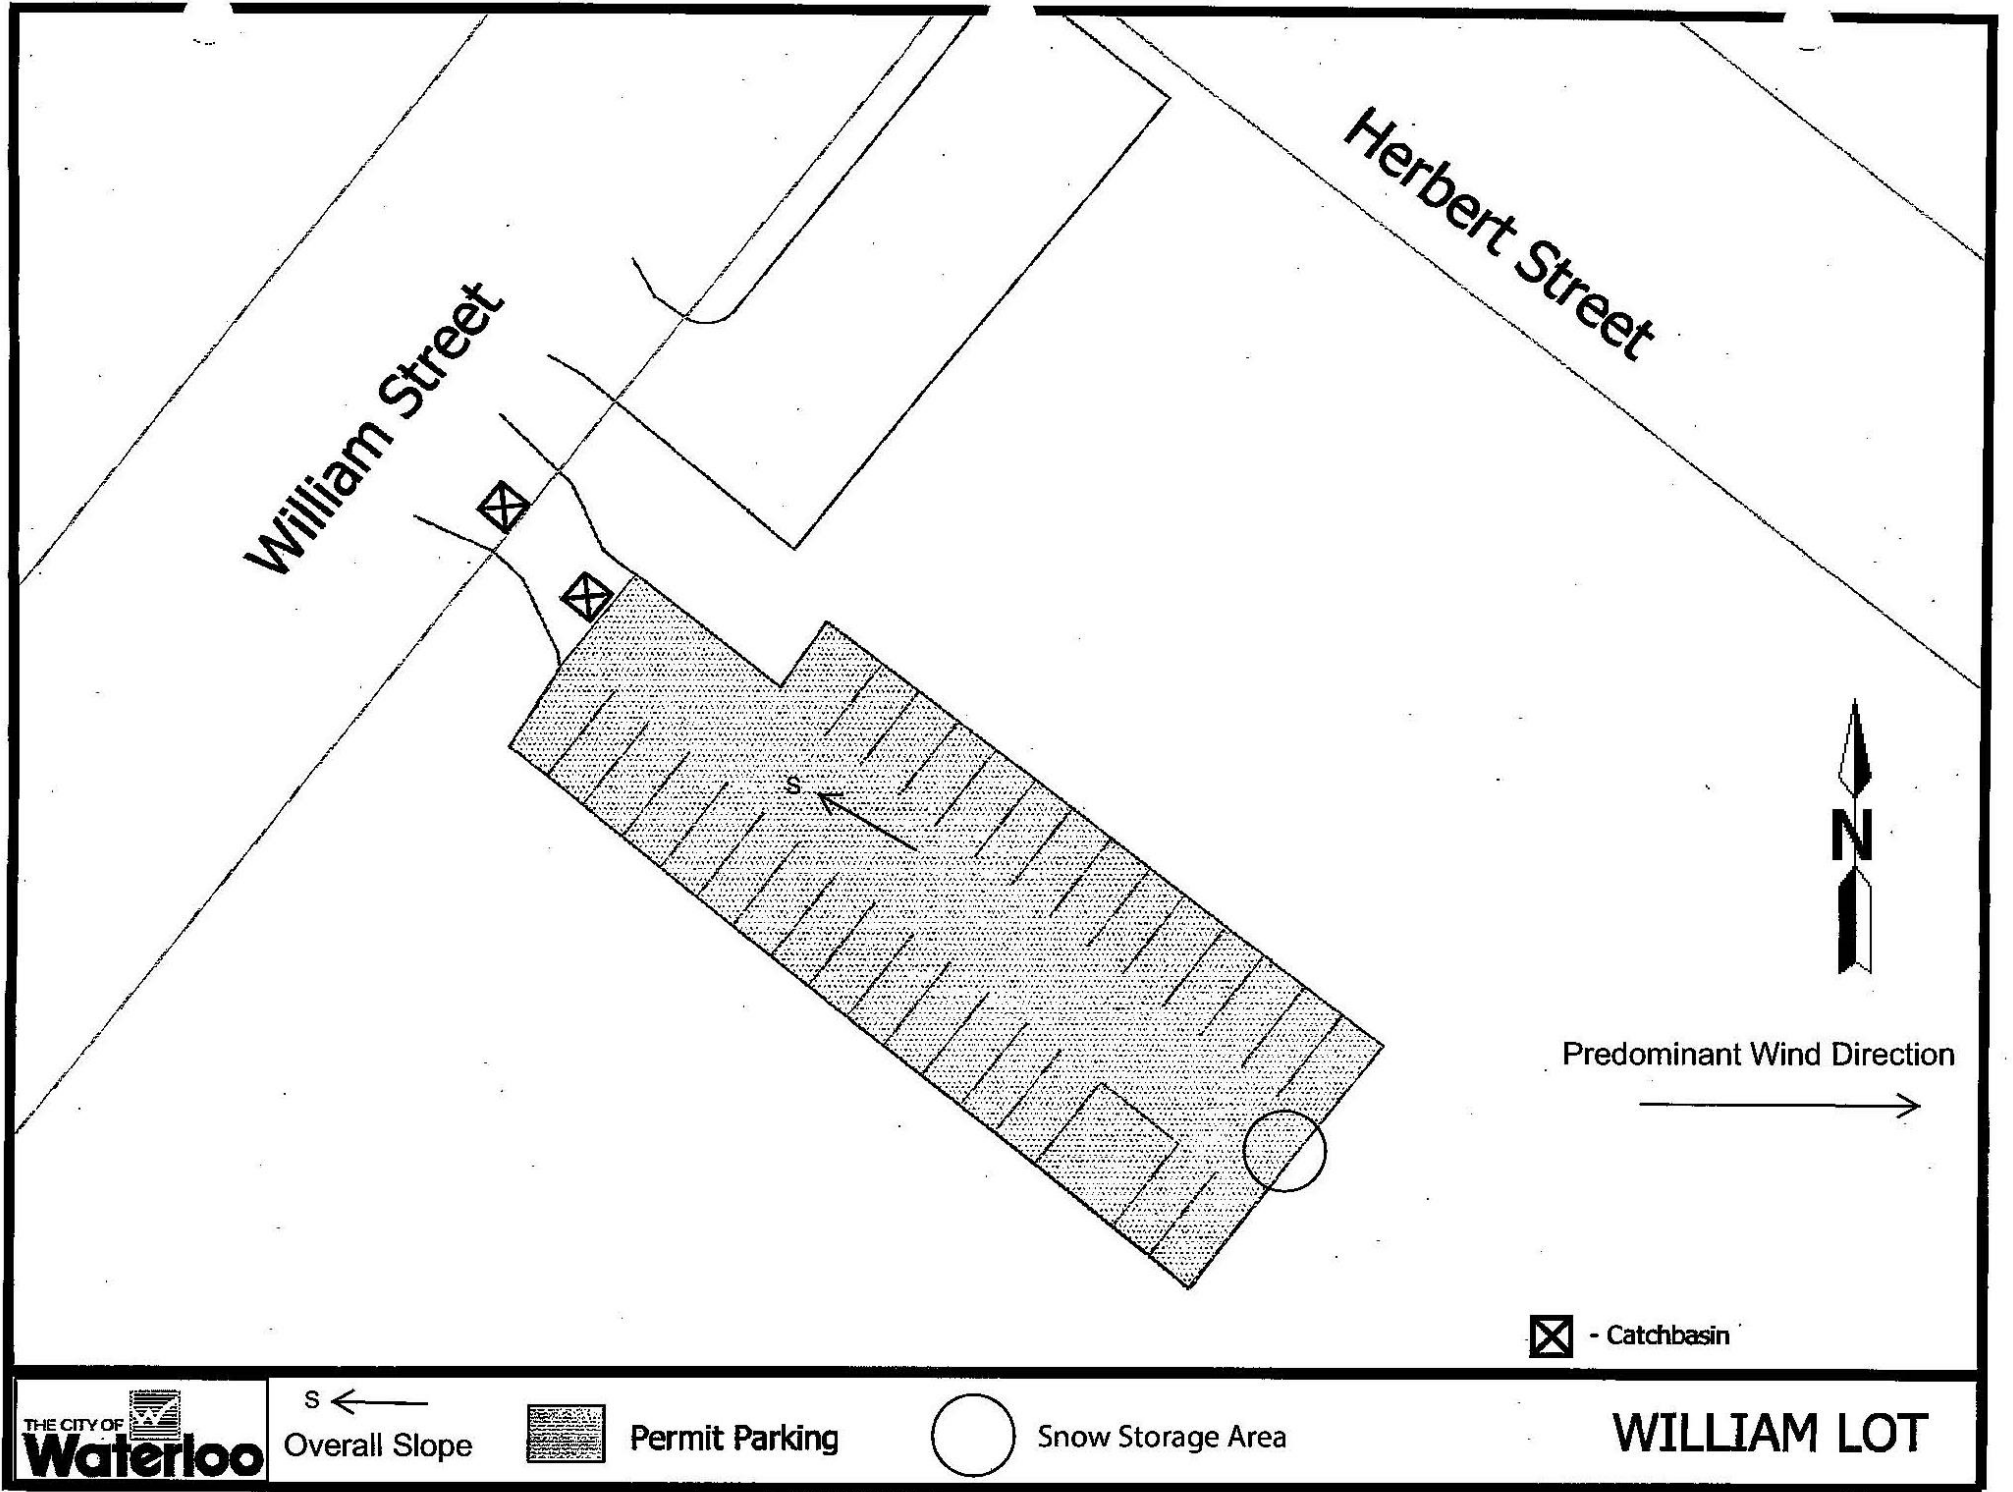 Herbert Street
William Street
S
N
Predominant Wind Direction
- Catchbasin
THE CITY OF
Waterloo
S
Overall Slope
Permit Parking
Snow Storage Area
WILLIAM LOT